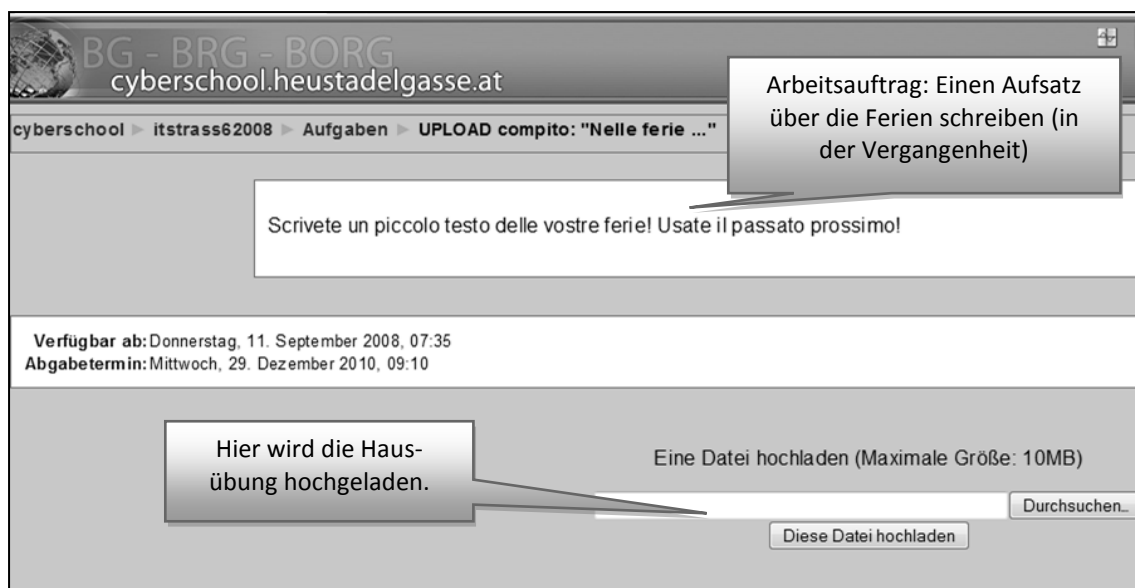 BG - BRG - BORG
cyberschool.heustadelgasse.at
Arbeitsauftrag: Einen Aufsatz
über die Ferien schreiben (in
der Vergangenheit)
cyberschool ► itstrass62008 ► Aufgaben ► UPLOAD compito: "Nelle ferie ..."
Scrivete un piccolo testo delle vostre ferie! Usate il passato prossimo!
Verfügbar ab: Donnerstag, 11. September 2008, 07:35
Abgabetermin: Mittwoch, 29. Dezember 2010, 09:10
Hier wird die Haus-
übung hochgeladen.
Eine Datei hochladen (Maximale Größe: 10MB)
Durchsuchen...
Diese Datei hochladen